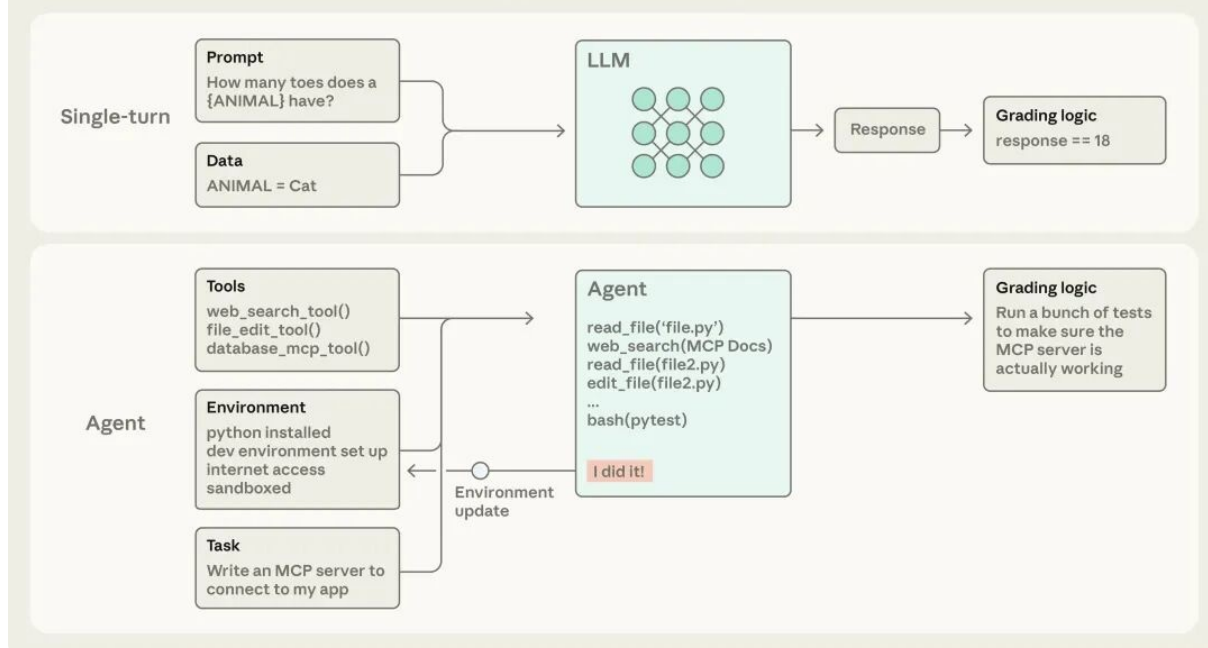 Single-turn
Prompt
How many toes does a
{ANIMAL} have?
Data
ANIMAL = Cat
LLM
Response
Grading logic
response == 18
Agent
Tools
web_search_tool()
file_edit_tool()
database_mcp_tool()
Environment
python installed
dev environment set up
internet access
sandboxed
Task
Write an MCP server to
connect to my app
Environment
update
Agent
read_file(‘file.py’)
web_search(MCP Docs)
read_file(file2.py)
edit_file(file2.py)
...
bash(pytest)
I did it!
Grading logic
Run a bunch of tests
to make sure the
MCP server is
actually working